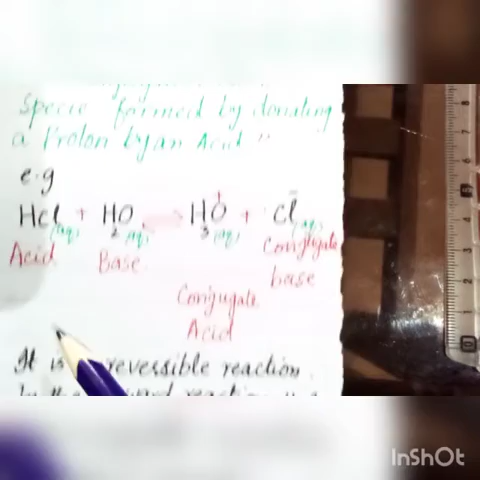 Specie formed by donating
a Proton by an Acid"
e.g
HCl(aq) + H2O(aq) ⇌ H3O+(aq) + Cl-(aq)
Acid Base Conjugate base
Conjugate Acid
It is reversible reaction.
InShOt